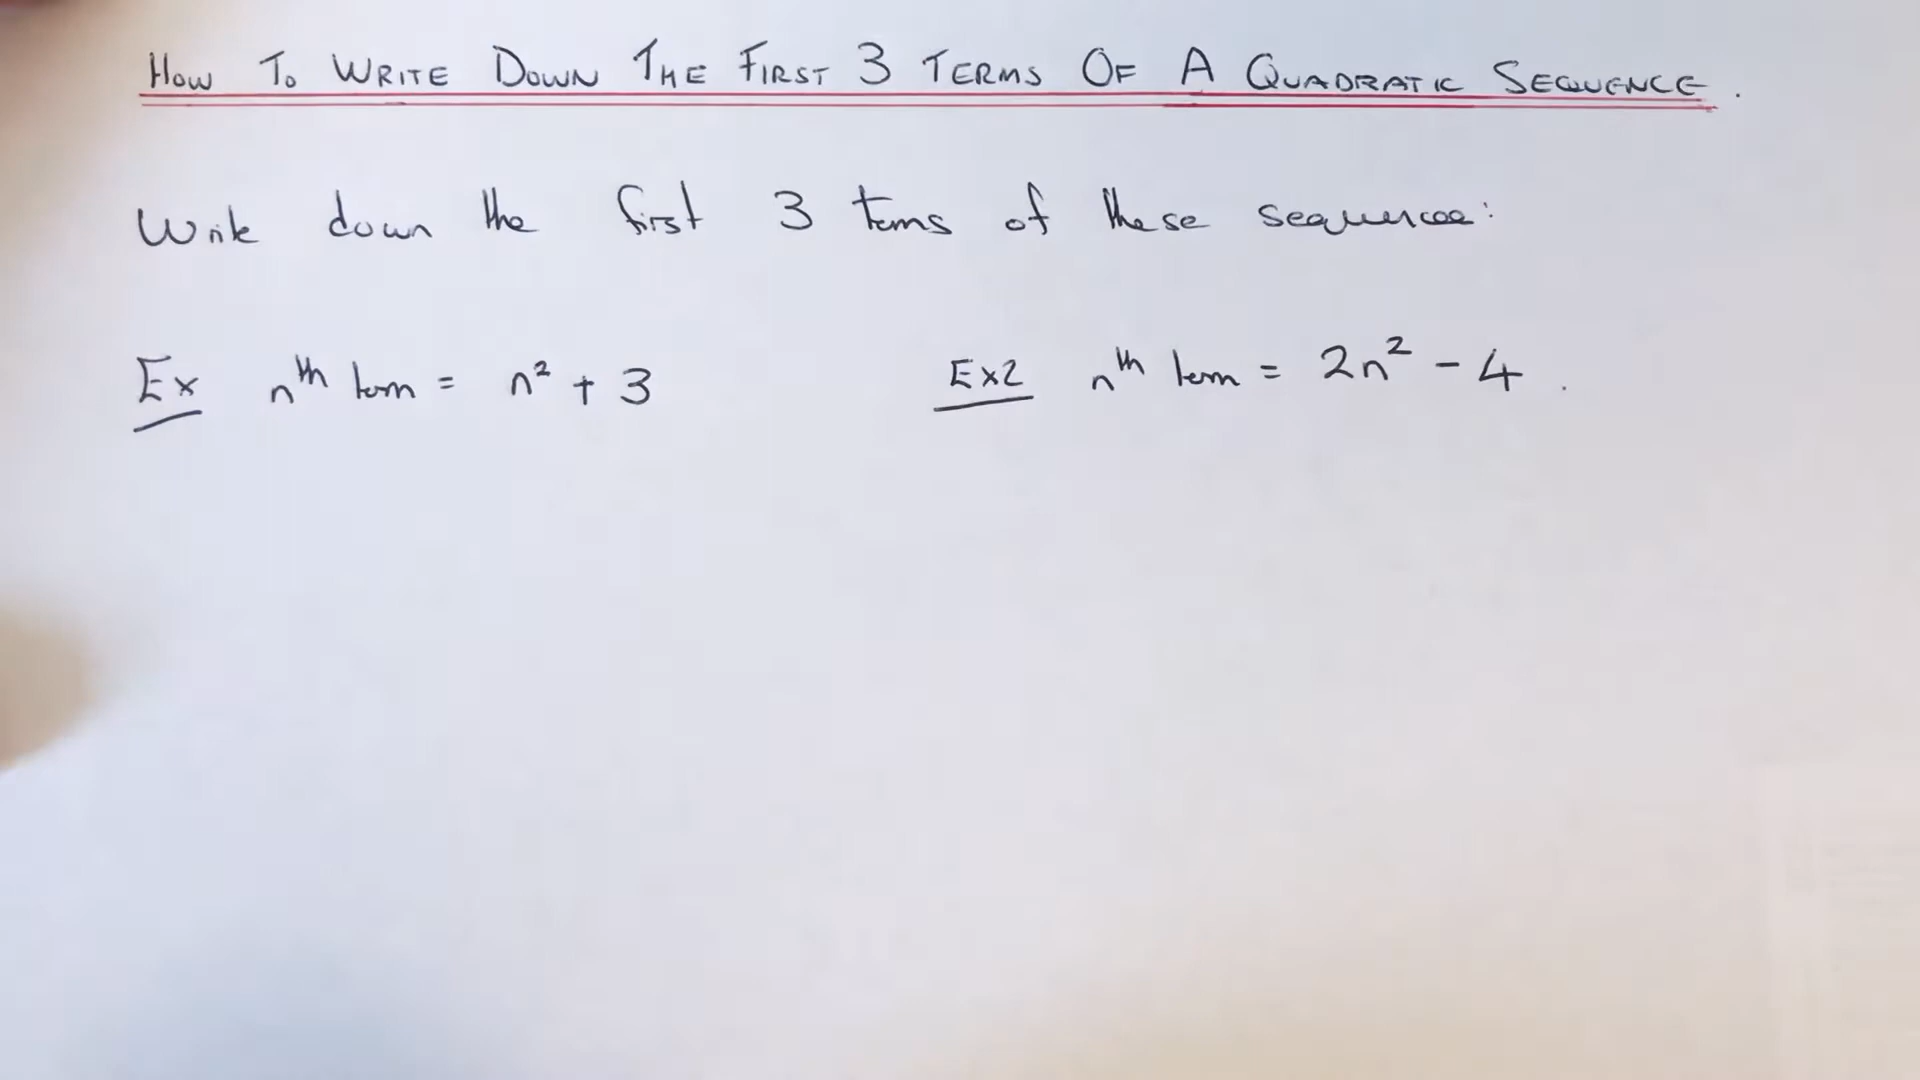 HOW TO WRITE DOWN THE FIRST 3 TERMS OF A QUADRATIC SEQUENCE.
Write down the first 3 terms of these sequences:
Ex nth term = n² + 3
Ex2 nth term = 2n² - 4.